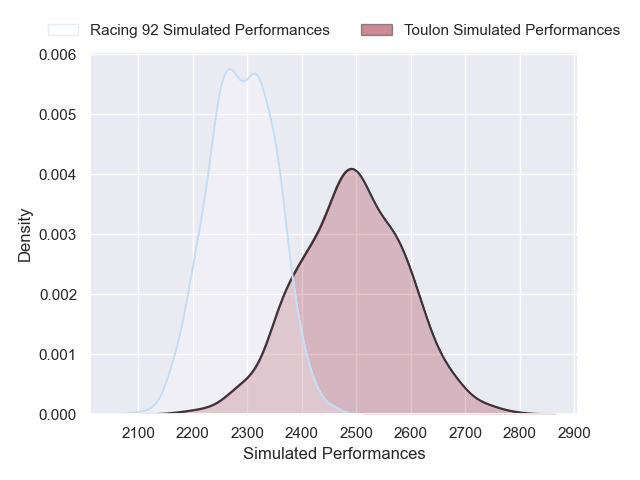 Racing 92 Simulated Performances Toulon Simulated Performances
0.006
0.005
0.004
0.003
0.002
0.001
0.000
Density
2100 2200 2300 2400 2500 2600 2700 2800 2900
Simulated Performances